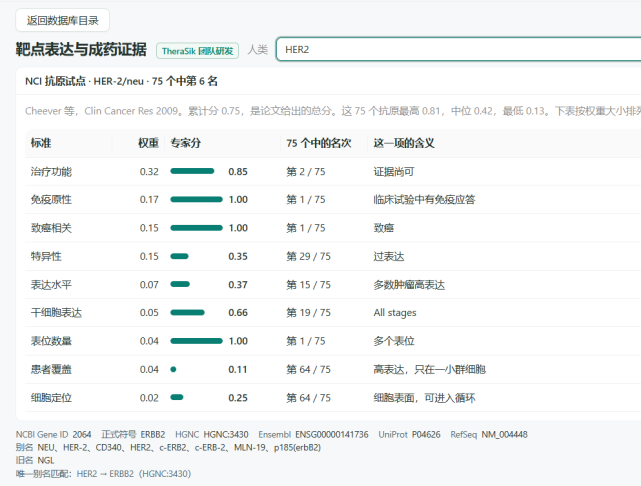 返回数据库目录
靶点表达与成药证据 TheraSik 团队研发 人类 HER2
NCI 抗原试点 · HER-2/neu · 75 个中第 6 名
Cheever 等，Clin Cancer Res 2009。累计分 0.75，是论文给出的总分。这 75 个抗原最高 0.81，中位 0.42，最低 0.13。下表按权重大小排
标准 权重 专家分 75 个中的名次 这一项的含义
治疗功能 0.32 0.85 第 2 / 75 证据尚可
免疫原性 0.17 1.00 第 1 / 75 临床试验中有免疫应答
致癌相关 0.15 1.00 第 1 / 75 致癌
特异性 0.15 0.35 第 29 / 75 过表达
表达水平 0.07 0.37 第 15 / 75 多数肿瘤高表达
干细胞表达 0.05 0.66 第 19 / 75 All stages
表位数量 0.04 1.00 第 1 / 75 多个表位
患者覆盖 0.04 0.11 第 64 / 75 高表达，只在一小群细胞
细胞定位 0.02 0.25 第 64 / 75 细胞表面，可进入循环
NCBI Gene ID 2064 正式符号 ERBB2 HGNC HGNC:3430 Ensembl ENSG00000141736 UniProt P04626 RefSeq NM_004448
别名 NEU、HER-2、CD340、HER2、c-ERB2、c-ERB-2、MLN-19、p185(erbB2)
旧名 NGL
唯一别名匹配：HER2 → ERBB2（HGNC:3430）